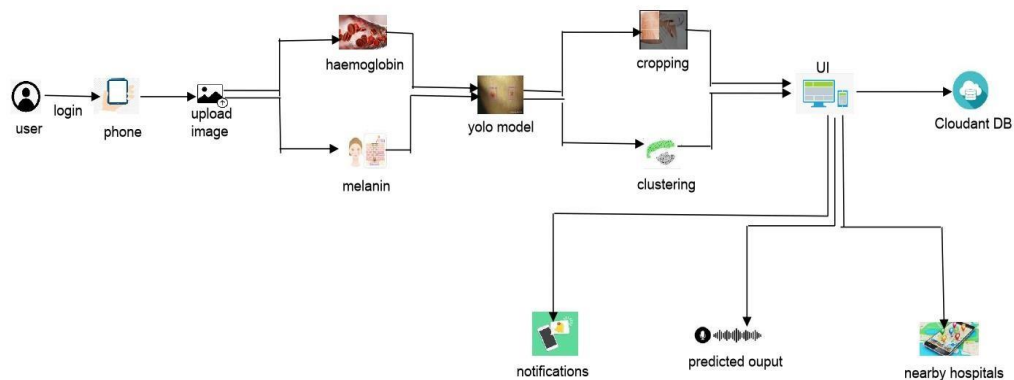 user
login
phone
upload
image
haemoglobin
melanin
yolo model
cropping
clustering
UI
Cloudant DB
notifications
predicted ouput
nearby hospitals